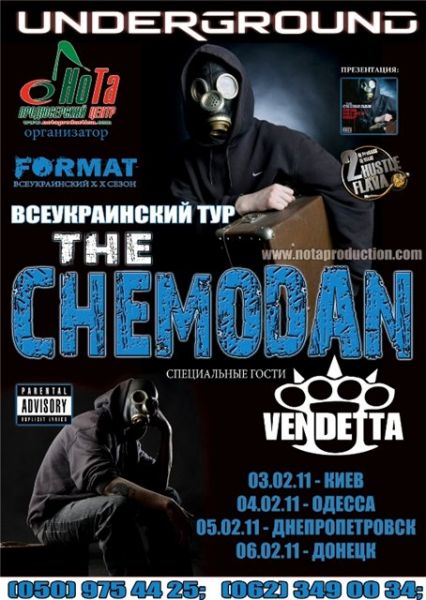 UNDERGROUND
НоТа
ПРОДЮСЕРСКИЙ ЦЕНТР
www.notaproduction.com
организатор
ПРЕЗЕНТАЦИЯ:
FORMAT
ВСЕУКРАИНСКИЙ X X СЕЗОН
2
HUSTLE
FLAVA
ВСЕУКРАИНСКИЙ ТУР
www.notaproduction.com
THE
CHEMODAN
СПЕЦИАЛЬНЫЕ ГОСТИ
PARENTAL
ADVISORY
EXPLICIT LYRICS
VENDETTA
03.02.11 - КИЕВ
04.02.11 - ОДЕССА
05.02.11 - ДНЕПРОПЕТРОВСК
06.02.11 - ДОНЕЦК
(050) 975 44 25; (062) 349 00 34;